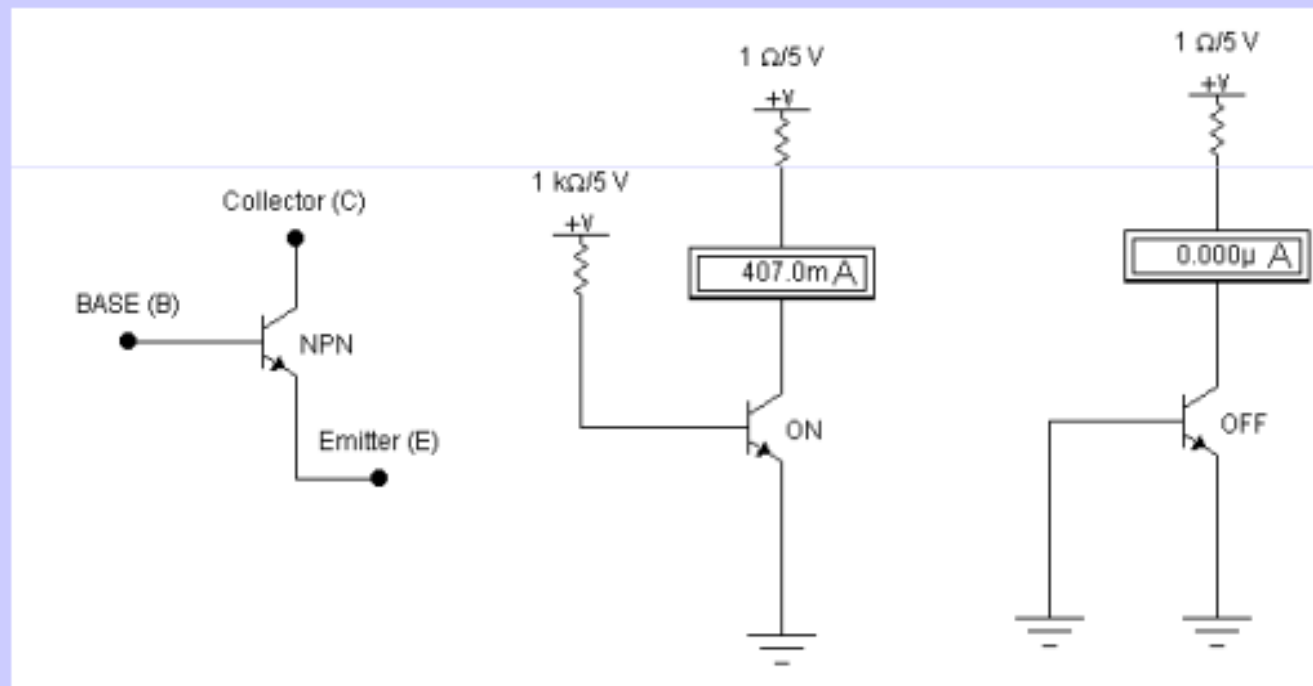 Collector (C)
BASE (B)
NPN
Emitter (E)
1 kΩ/5 V
+V
1 Ω/5 V
+V
407.0m A
ON
1 Ω/5 V
+V
0.000µ A
OFF